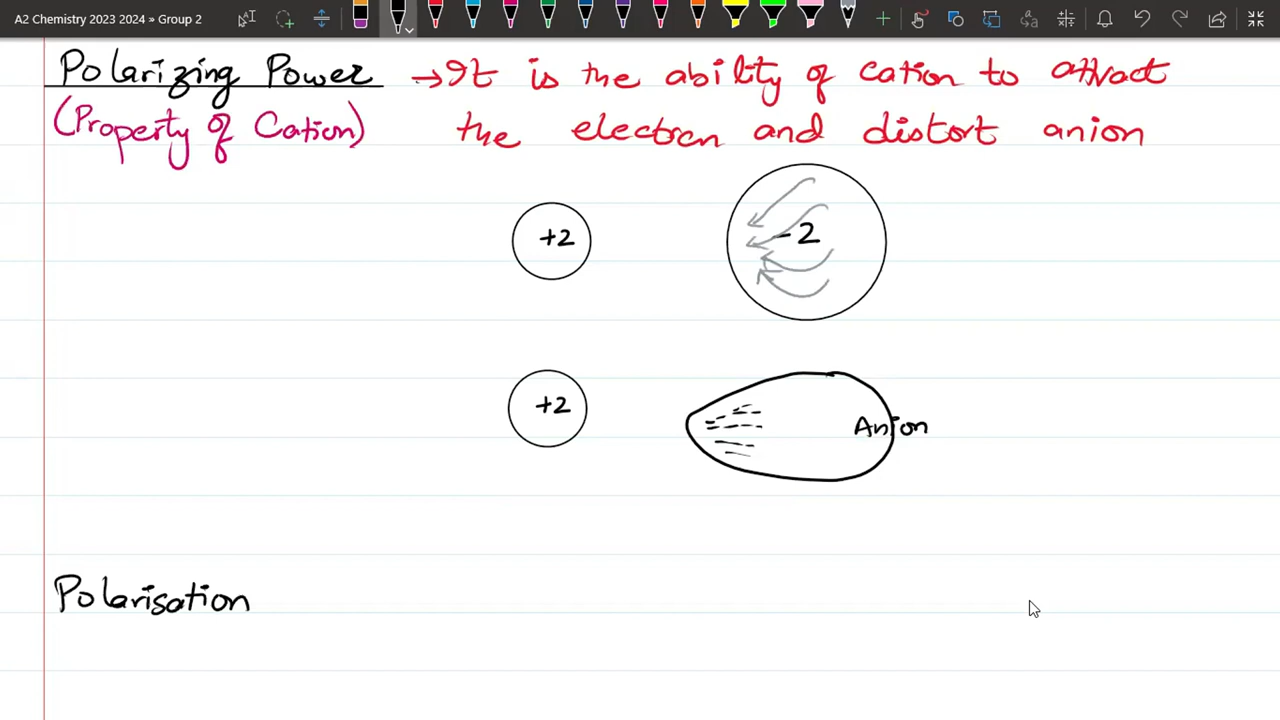 A2 Chemistry 2023 2024 » Group 2
Polarizing Power → It is the ability of cation to attract
(Property of Cation) the electron and distort anion
+2 -2
+2 Anion
Polarisation